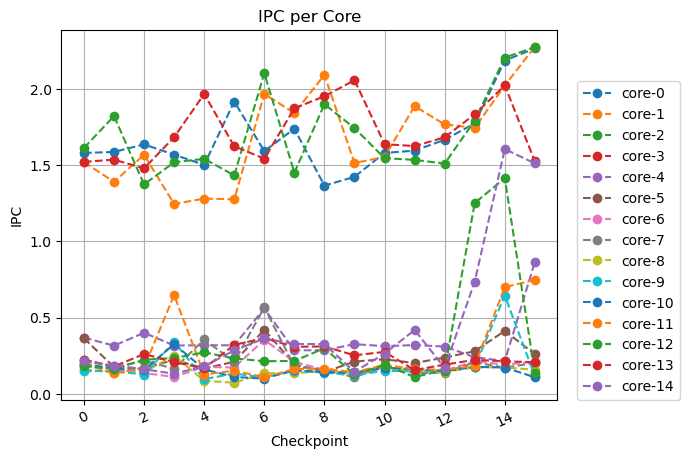 IPC per Core
IPC
2.0
1.5
1.0
0.5
0.0
0
2
4
6
8
10
12
14
Checkpoint
core-0
core-1
core-2
core-3
core-4
core-5
core-6
core-7
core-8
core-9
core-10
core-11
core-12
core-13
core-14